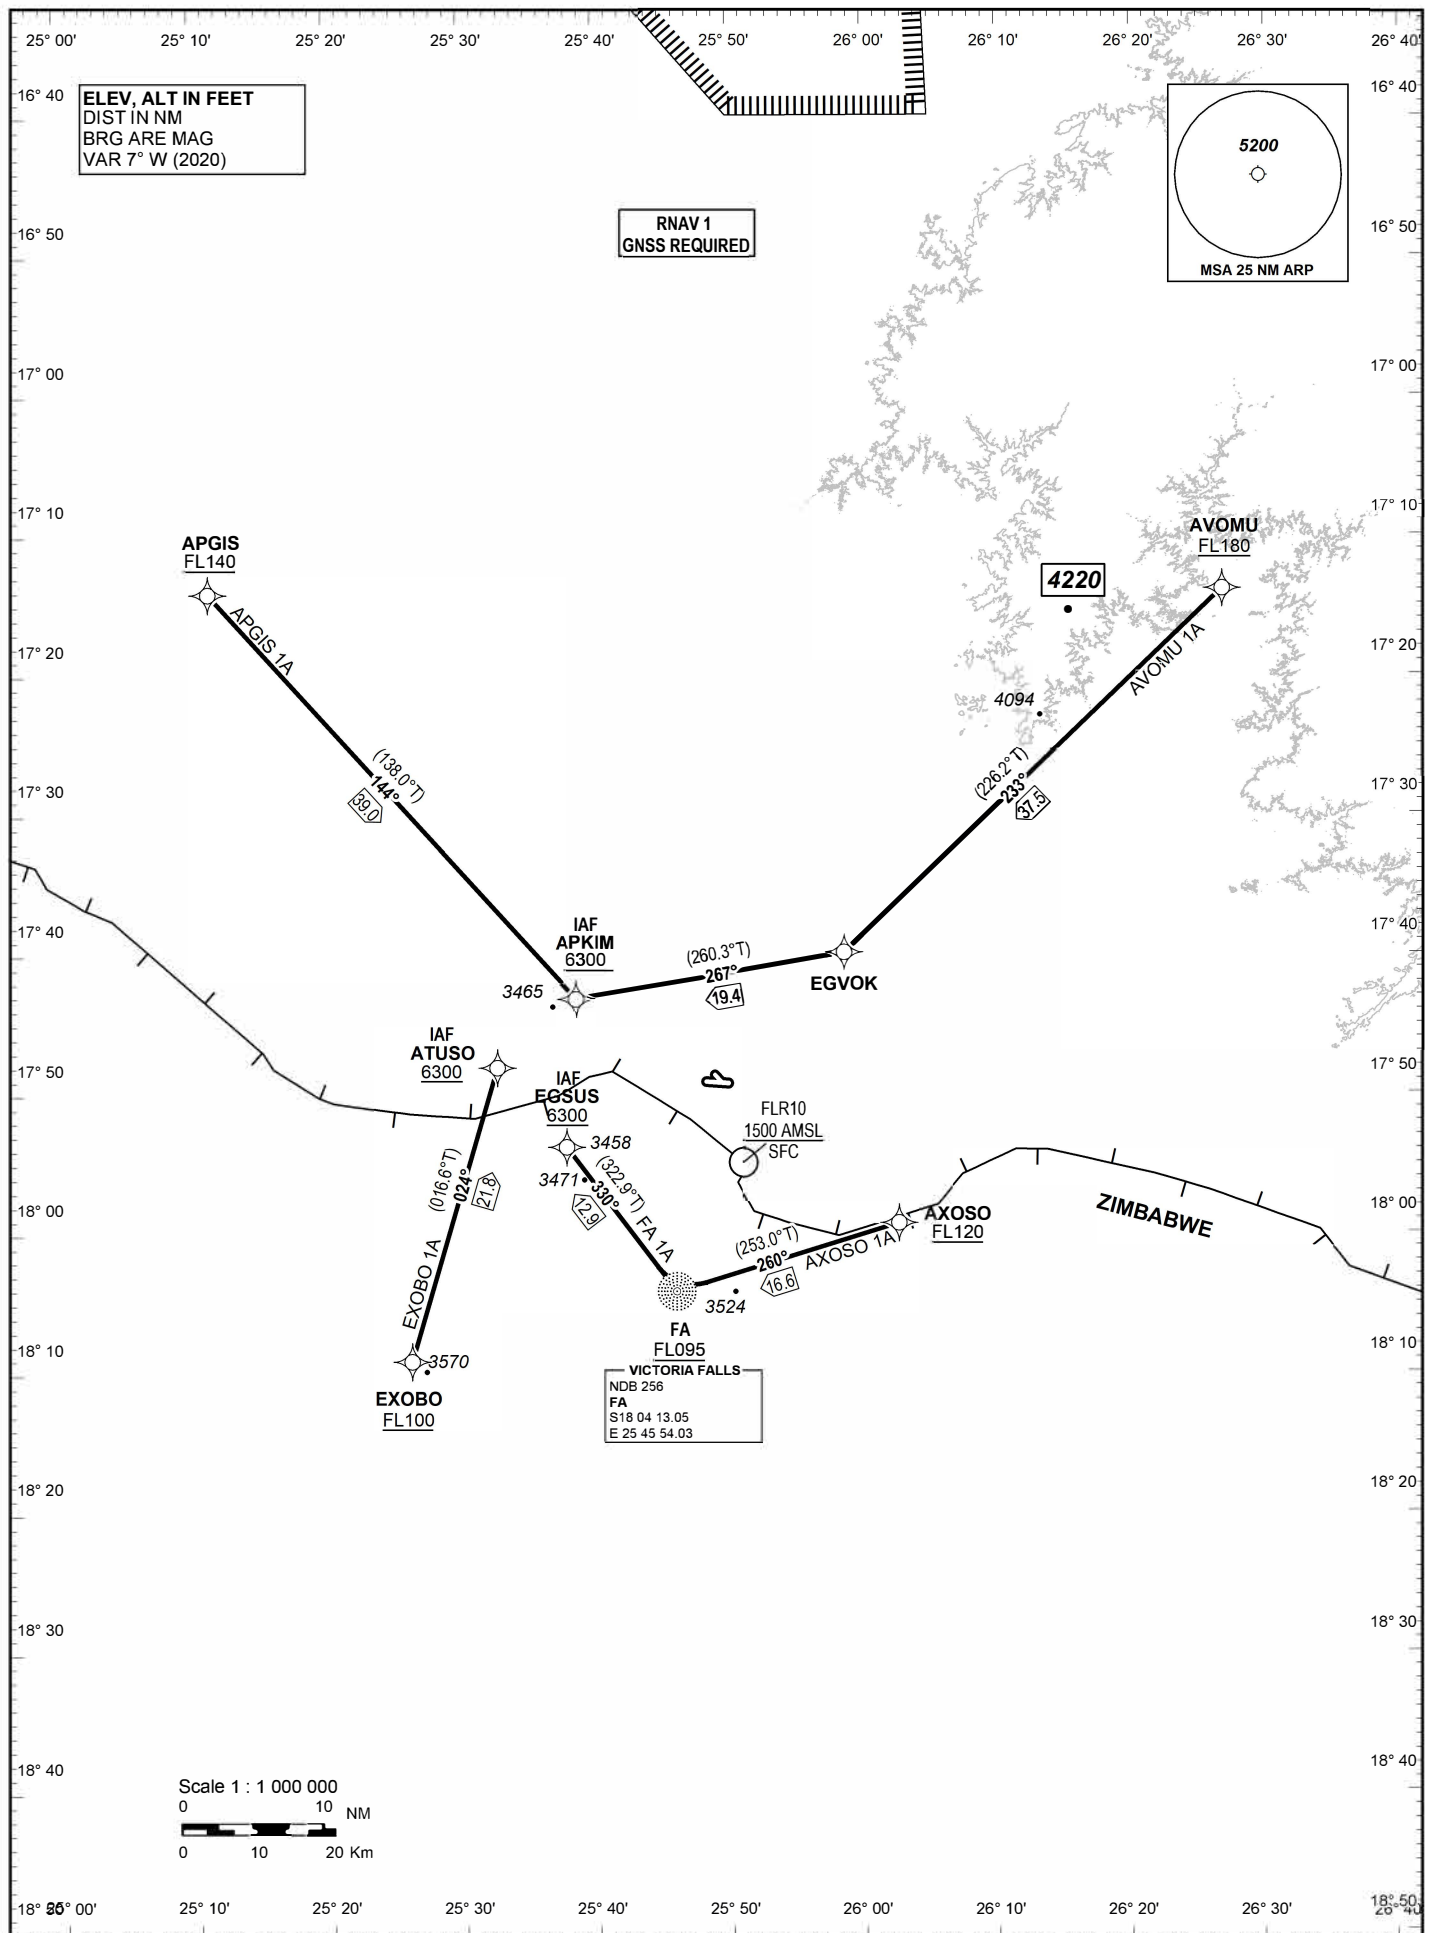 25° 00' 25° 10' 25° 20' 25° 30' 25° 40' 25° 50' 26° 00' 26° 10' 26° 20' 26° 30' 26° 40'
16° 40
16° 40
ELEV, ALT IN FEET
DIST IN NM
BRG ARE MAG
VAR 7° W (2020)
5200
MSA 25 NM ARP
RNAV 1
GNSS REQUIRED
16° 50
16° 50
17° 00
17° 00
17° 10
17° 10
APGIS
FL140
APGIS 1A
AVOMU
FL180
AVOMU 1A
4220
17° 20
17° 20
4094
(138.0°T)
144°
39.0
(226.2°T)
233°
37.5
17° 30
17° 30
17° 40
17° 40
IAF
APKIM
6300
3465
(260.3°T)
267°
19.4
EGVOK
IAF
ATUSO
6300
17° 50
17° 50
IAF
EGSUS
6300
3458
3471
FLR10
1500 AMSL
SFC
(016.6°T)
024°
21.8
EXOBO 1A
(322.9°T)
330°
12.9
FA 1A
18° 00
18° 00
ZIMBABWE
AXOSO
FL120
(253.0°T)
260°
16.6
AXOSO 1A
3524
FA
FL095
VICTORIA FALLS
NDB 256
FA
S18 04 13.05
E 25 45 54.03
18° 10
18° 10
3570
EXOBO
FL100
18° 20
18° 20
18° 30
18° 30
18° 40
18° 40
Scale 1 : 1 000 000
0 10 NM
0 10 20 Km
18° 50
18° 50
25° 00' 25° 10' 25° 20' 25° 30' 25° 40' 25° 50' 26° 00' 26° 10' 26° 20' 26° 30' 26° 40